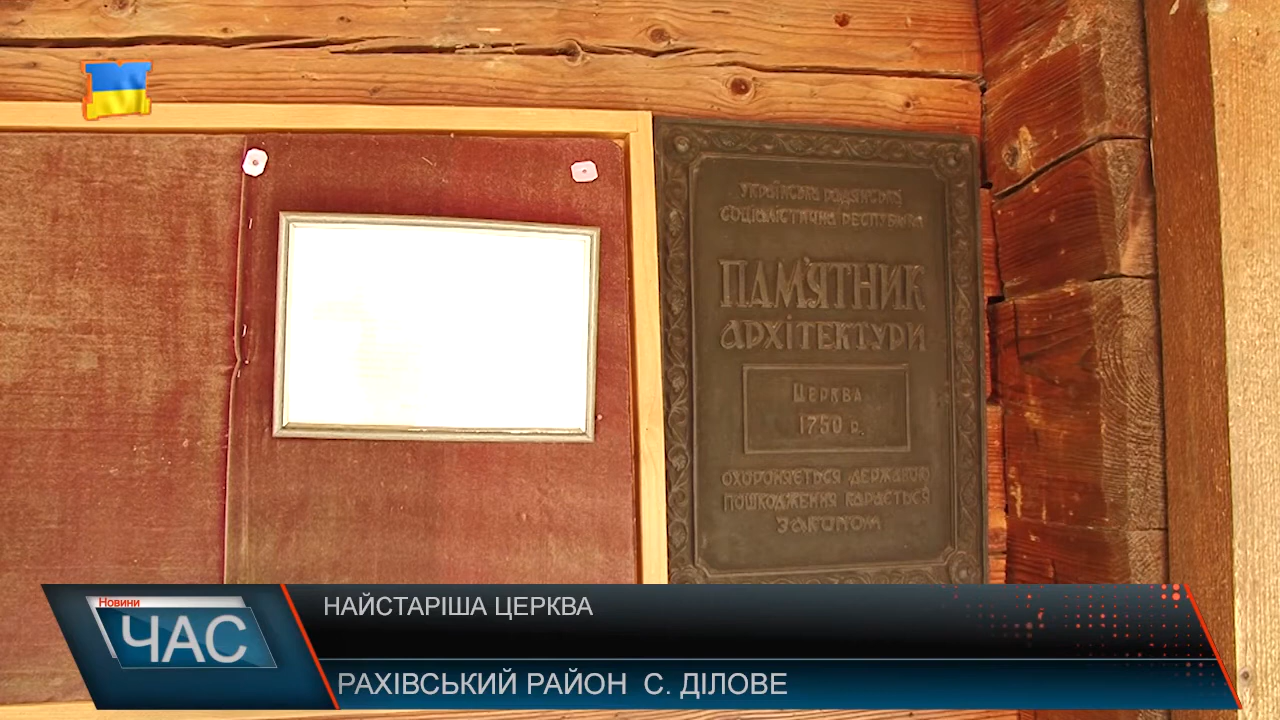 УКРАЇНСЬКА РАДЯНСЬКА
СОЦІАЛІСТИЧНА РЕСПУБЛІКА
ПАМ'ЯТНИК
АРХІТЕКТУРИ
ЦЕРКВА
1750 р.
ОХОРОНЯЄТЬСЯ ДЕРЖАВОЮ
ПОШКОДЖЕННЯ КАРАЄТЬСЯ
ЗАКОНОМ
Новини
ЧАС
НАЙСТАРІША ЦЕРКВА
РАХІВСЬКИЙ РАЙОН С. ДІЛОВЕ